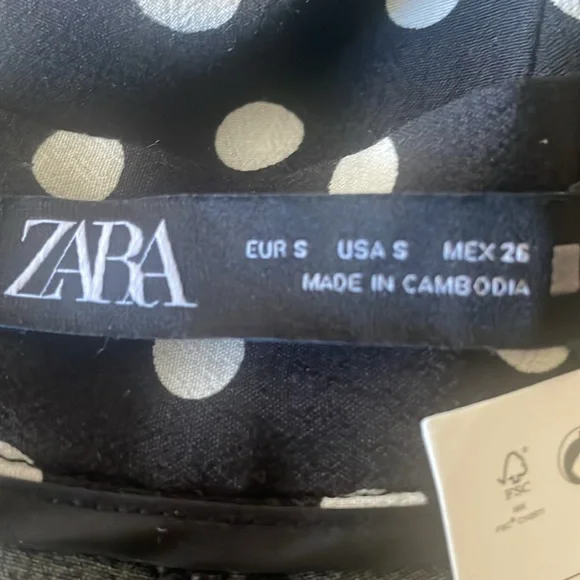 ZARA
EUR S USA S MEX 26
MADE IN CAMBODIA
FSC